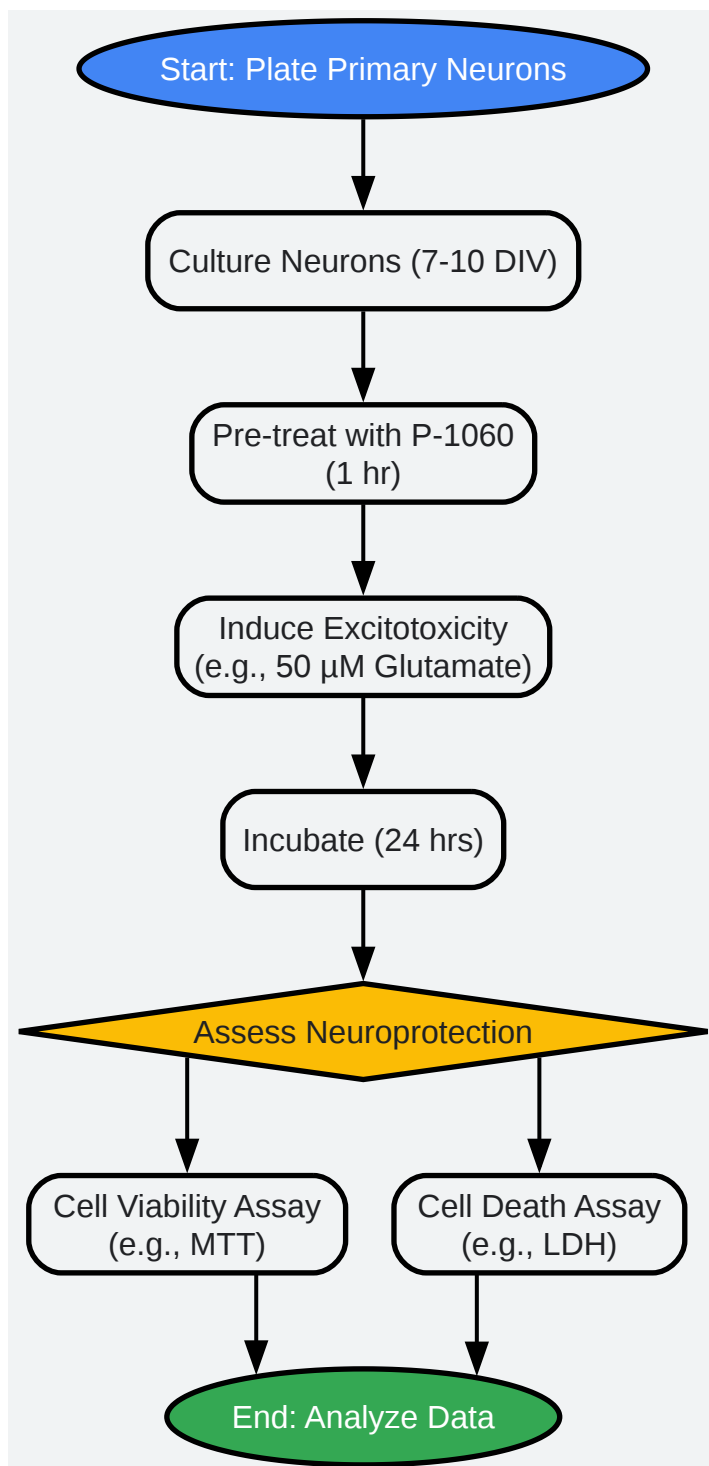 Start: Plate Primary Neurons
Culture Neurons (7-10 DIV)
Pre-treat with P-1060
(1 hr)
Induce Excitotoxicity
(e.g., 50 µM Glutamate)
Incubate (24 hrs)
Assess Neuroprotection
Cell Viability Assay
(e.g., MTT)
Cell Death Assay
(e.g., LDH)
End: Analyze Data